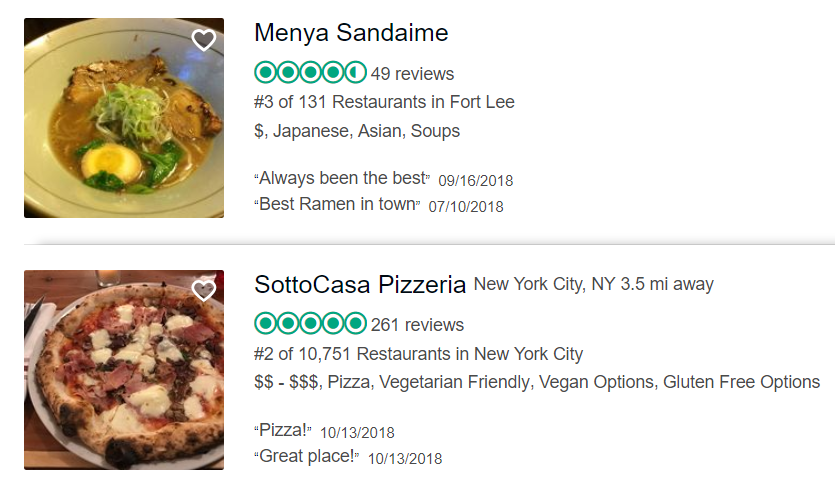 Menya Sandaime
49 reviews
#3 of 131 Restaurants in Fort Lee
$, Japanese, Asian, Soups
“Always been the best” 09/16/2018
“Best Ramen in town” 07/10/2018
SottoCasa Pizzeria New York City, NY 3.5 mi away
261 reviews
#2 of 10,751 Restaurants in New York City
$$ - $$$, Pizza, Vegetarian Friendly, Vegan Options, Gluten Free Options
“Pizza!” 10/13/2018
“Great place!” 10/13/2018